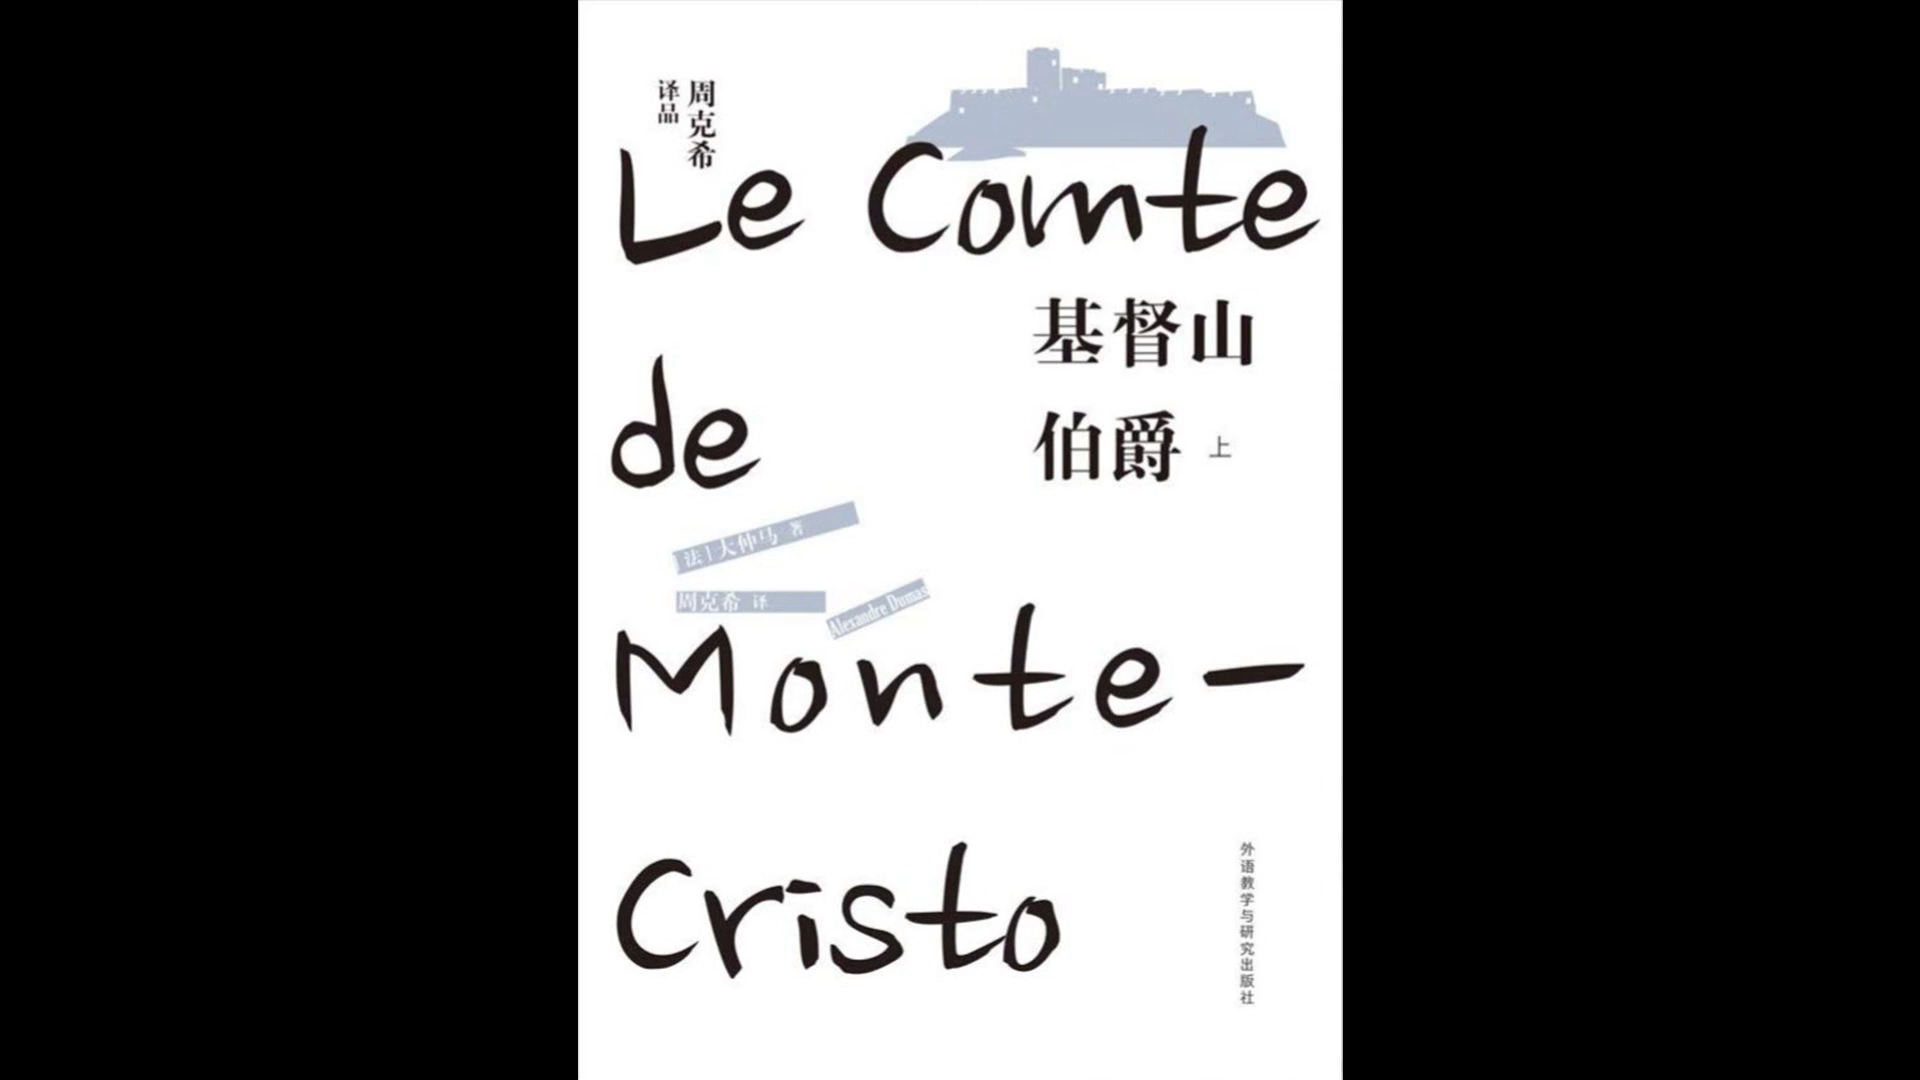 周克希
译品
Le Comte
基督山
伯爵 上
de
[法]大仲马 著
周克希 译
Alexandre Dumas
Monte-
Cristo
外语教学与研究出版社